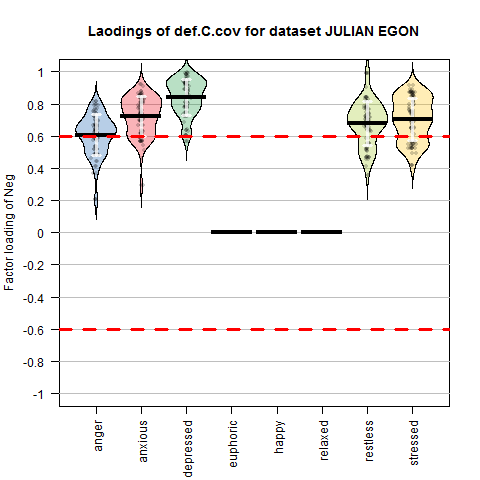 Laodings of def.C.cov for dataset JULIAN EGON
Factor loading of Neg
1
0.8
0.6
0.4
0.2
0
-0.2
-0.4
-0.6
-0.8
-1
anger
anxious
depressed
euphoric
happy
relaxed
restless
stressed